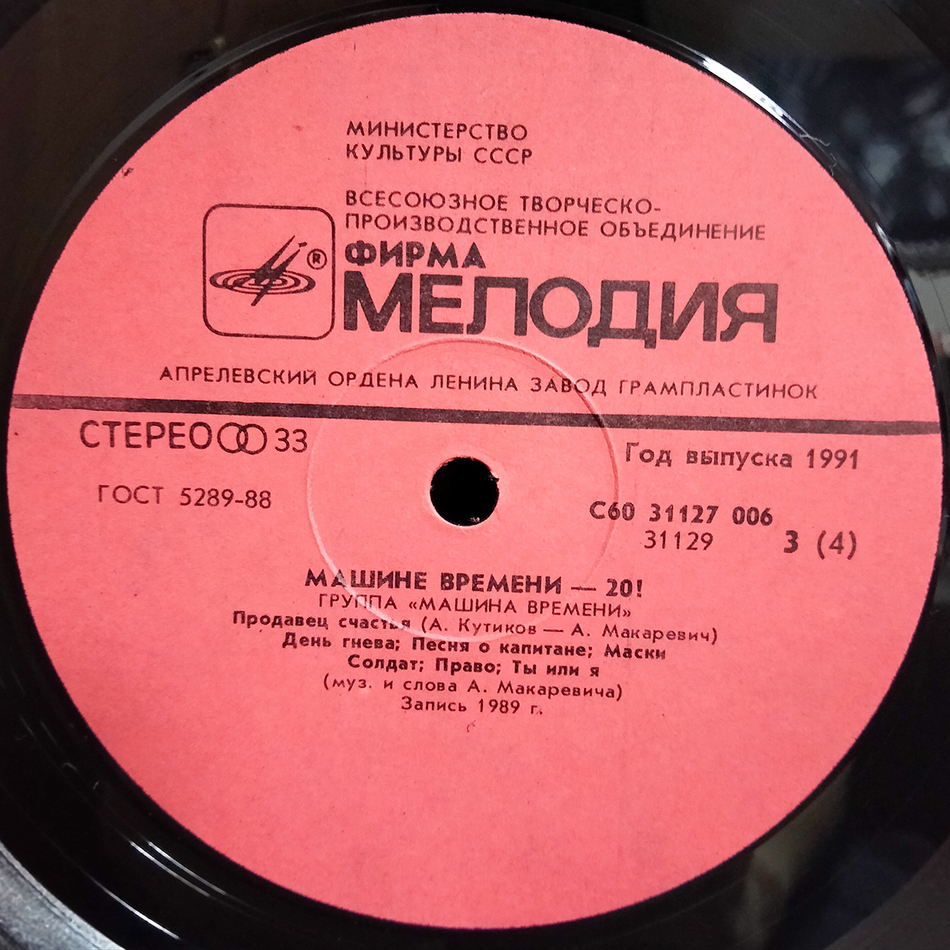 МИНИСТЕРСТВО
КУЛЬТУРЫ СССР
ВСЕСОЮЗНОЕ ТВОРЧЕСКО-
ПРОИЗВОДСТВЕННОЕ ОБЪЕДИНЕНИЕ
ФИРМА
®
МЕЛОДИЯ
АПРЕЛЕВСКИЙ ОРДЕНА ЛЕНИНА ЗАВОД ГРАМПЛАСТИНОК
СТЕРЕО 33
Год выпуска 1991
ГОСТ 5289-88
С60 31127 006
31129 3 (4)
МАШИНЕ ВРЕМЕНИ — 20!
ГРУППА «МАШИНА ВРЕМЕНИ»
Продавец счастья (А. Кутиков — А. Макаревич)
День гнева; Песня о капитане; Маски
Солдат; Право; Ты или я
(муз. и слова А. Макаревича)
Запись 1989 г.